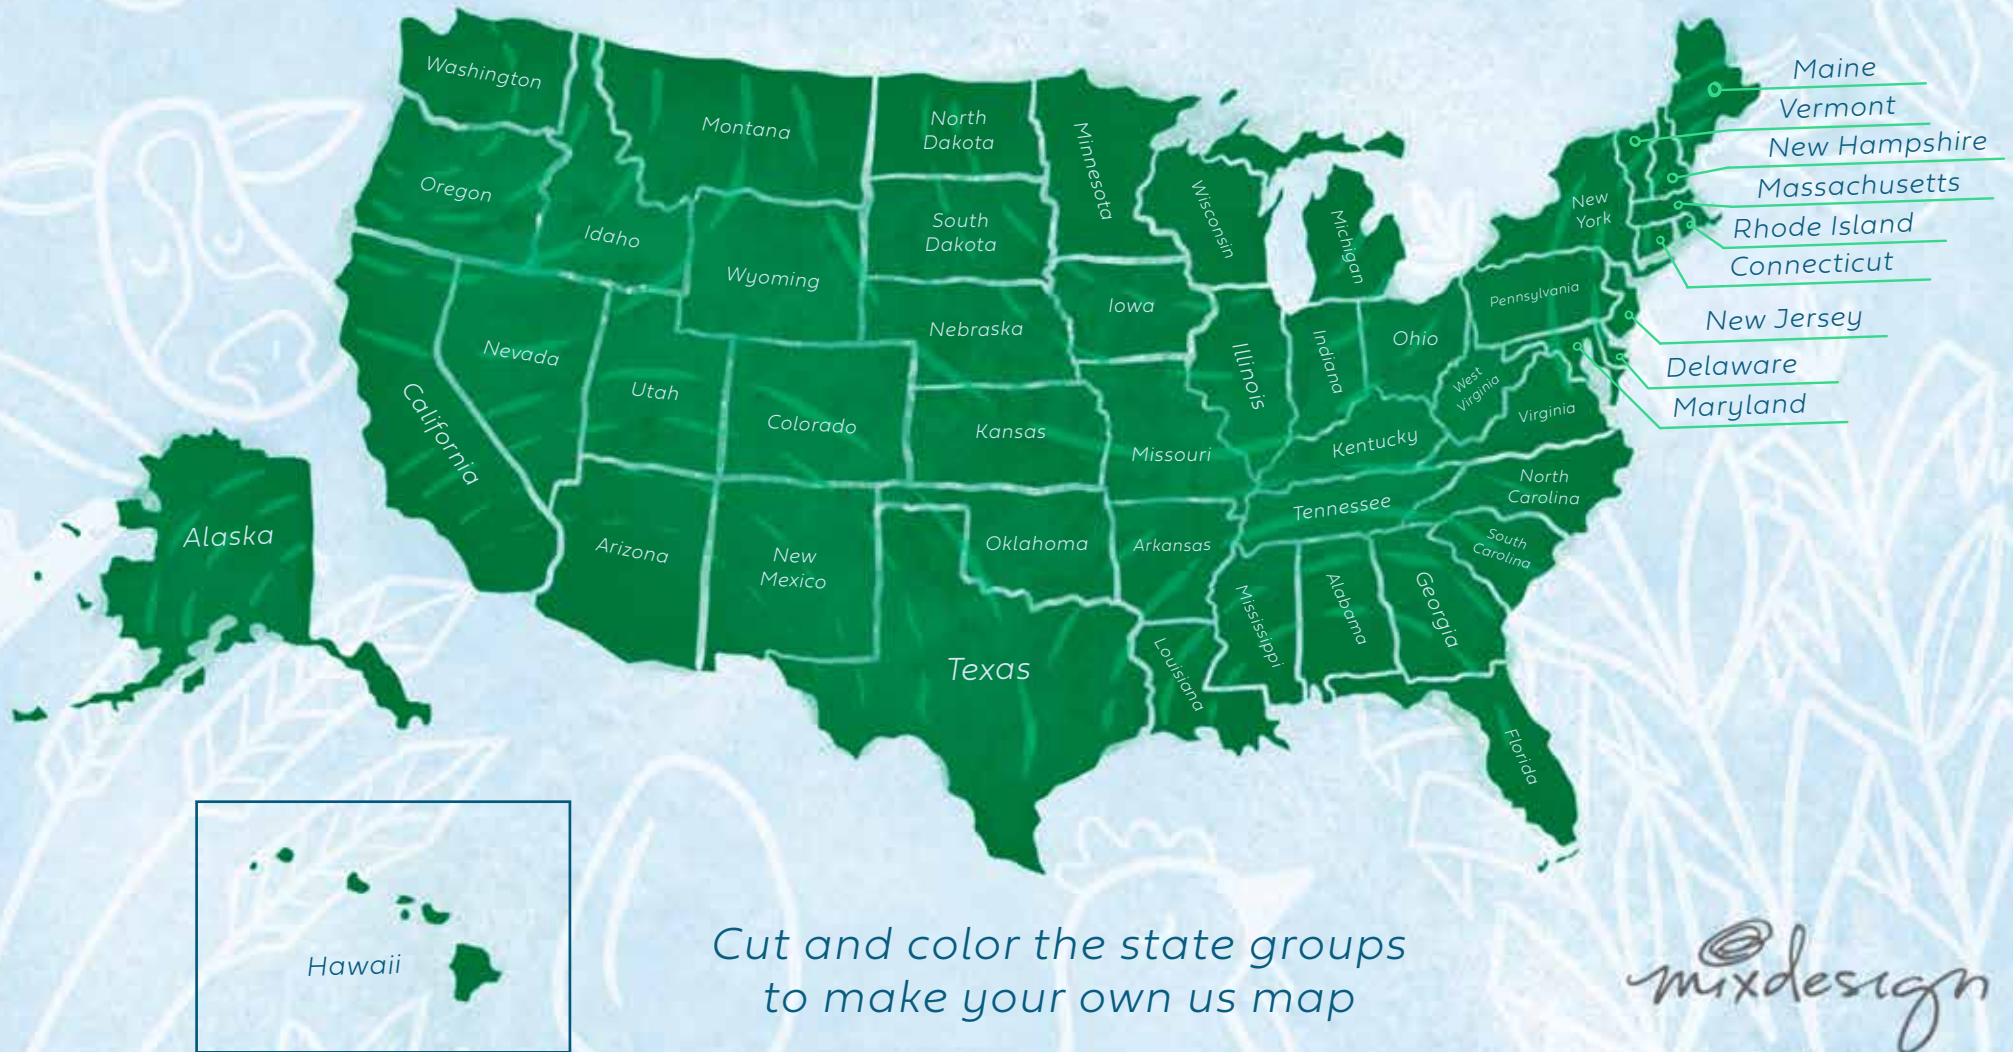 Washington
Montana
North
Dakota
Minnesota
Oregon
Idaho
Wyoming
South
Dakota
Wisconsin
Michigan
New
York
Maine
Vermont
New Hampshire
Massachusetts
Rhode Island
Connecticut
New Jersey
Delaware
Maryland
Nevada
Utah
Colorado
Nebraska
Iowa
Illinois
Indiana
Ohio
Pennsylvania
West
Virginia
Virginia
California
Kansas
Missouri
Kentucky
North
Carolina
Tennessee
South
Carolina
Arizona
New
Mexico
Oklahoma
Arkansas
Mississippi
Alabama
Georgia
Texas
Louisiana
Florida
Alaska
Hawaii
Cut and color the state groups
to make your own us map
mixdesign